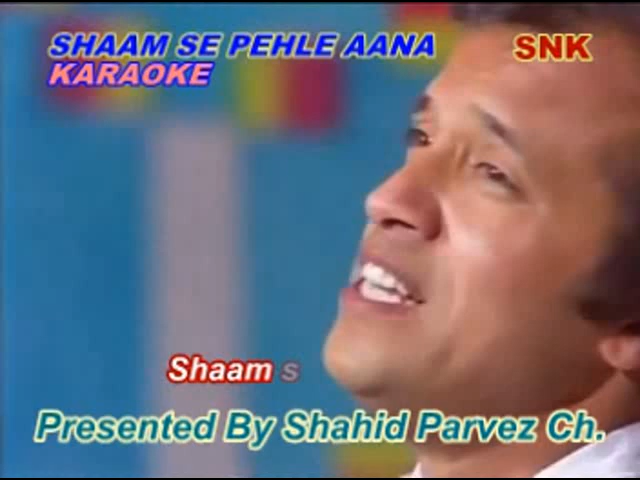 SHAAM SE PEHLE AANA
SNK
KARAOKE
Shaam s
Presented By Shahid Parvez Ch.